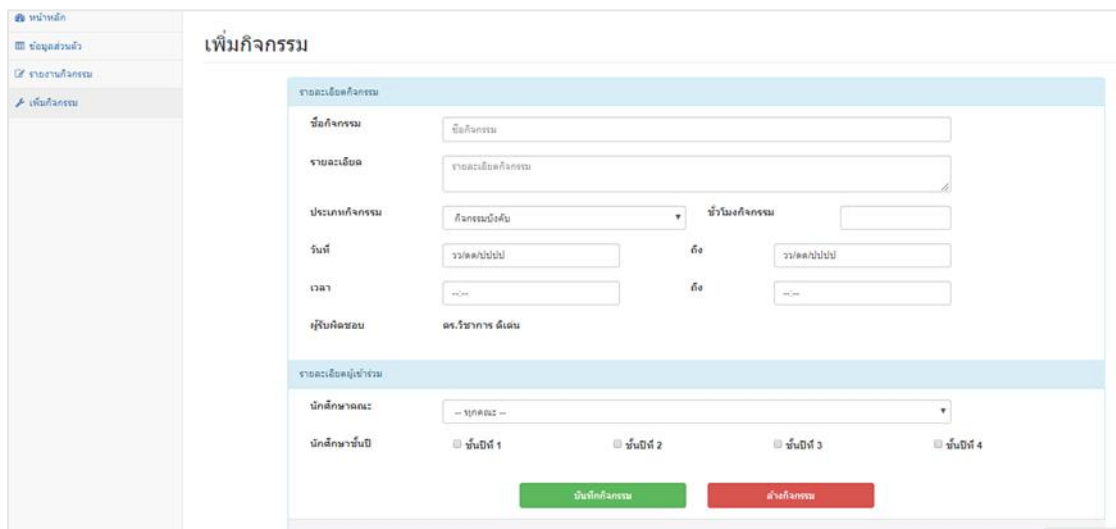 หน้าหลัก
ข้อมูลส่วนตัว
รายงานกิจกรรม
เพิ่มกิจกรรม
เพิ่มกิจกรรม
รายละเอียดกิจกรรม
ชื่อกิจกรรม ชื่อกิจกรรม
รายละเอียด รายละเอียดกิจกรรม
ประเภทกิจกรรม กิจกรรมบังคับ ชั่วโมงกิจกรรม
วันที่ วว/ดด/ปปปป ถึง วว/ดด/ปปปป
เวลา --:-- ถึง --:--
ผู้รับผิดชอบ ดร.วิชาการ ดีเด่น
รายละเอียดผู้เข้าร่วม
นักศึกษาคณะ -- ทุกคณะ --
นักศึกษาชั้นปี ชั้นปีที่ 1 ชั้นปีที่ 2 ชั้นปีที่ 3 ชั้นปีที่ 4
บันทึกกิจกรรม ล้างกิจกรรม